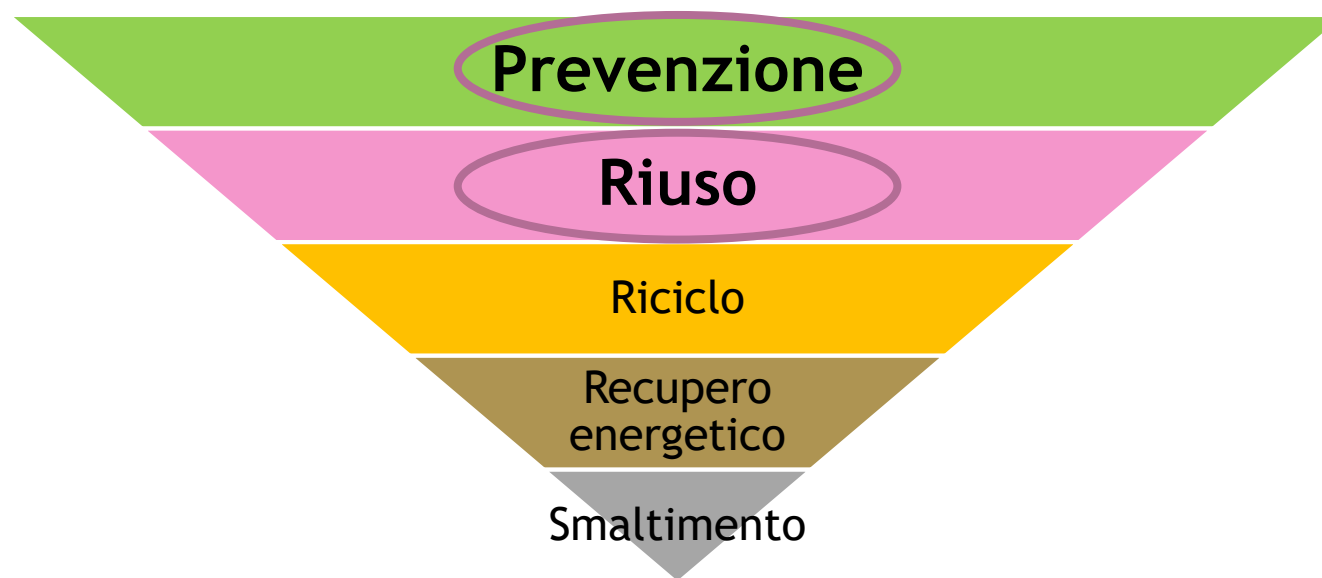 Prevenzione
Riuso
Riciclo
Recupero
energetico
Smaltimento